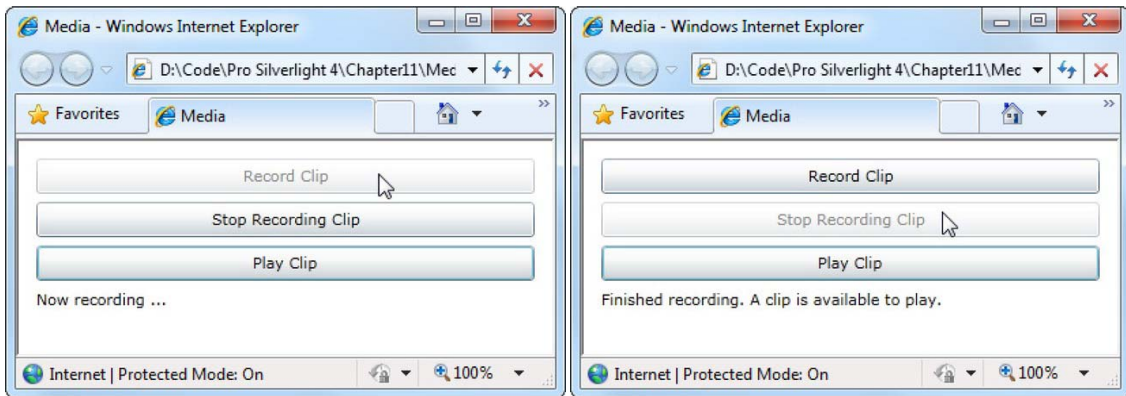 Media - Windows Internet Explorer
D:\Code\Pro Silverlight 4\Chapter11\Mec
Favorites
Media
Record Clip
Stop Recording Clip
Play Clip
Now recording ...
Internet | Protected Mode: On
100%
Media - Windows Internet Explorer
D:\Code\Pro Silverlight 4\Chapter11\Mec
Favorites
Media
Record Clip
Stop Recording Clip
Play Clip
Finished recording. A clip is available to play.
Internet | Protected Mode: On
100%